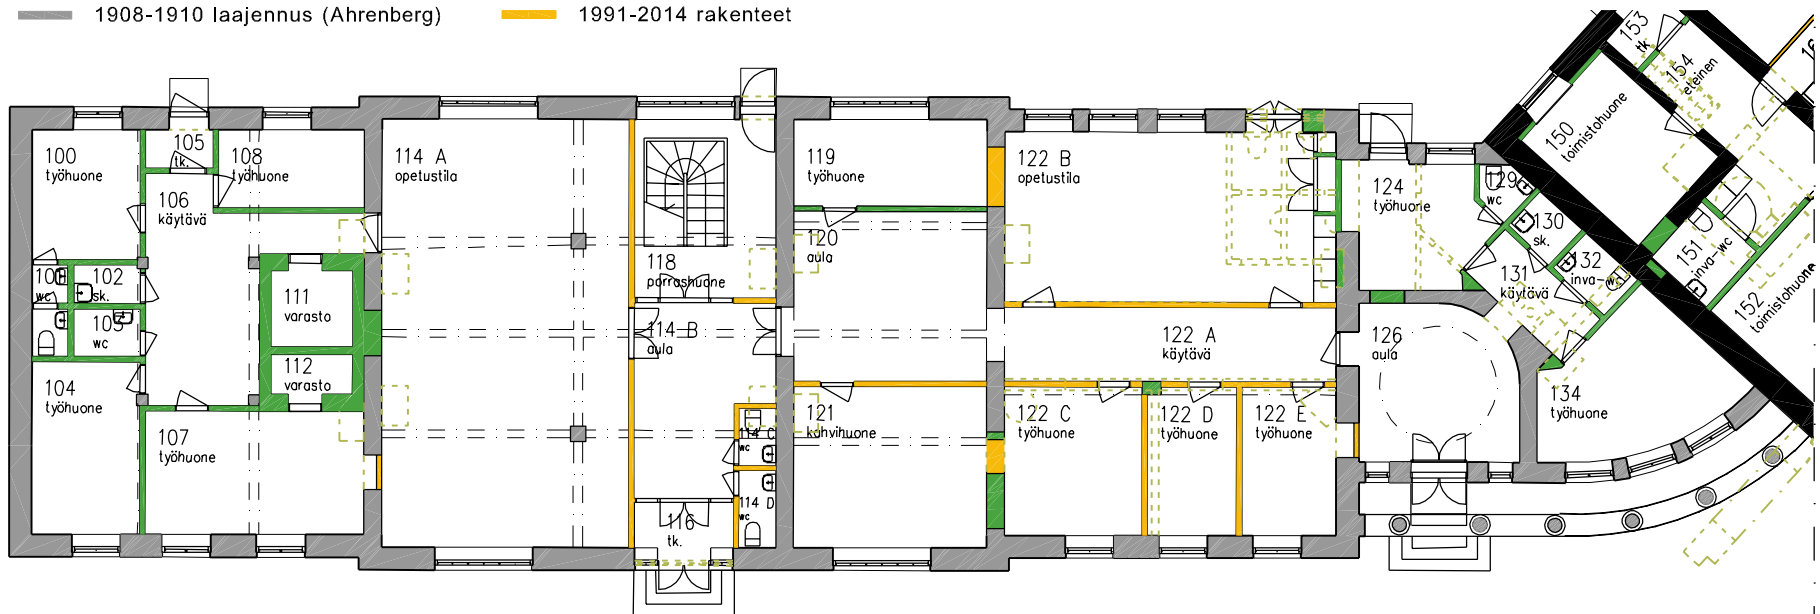 1908-1910 laajennus (Ahrenberg)
1991-2014 rakenteet
100
työhuone
105
tk.
108
työhuone
106
käytävä
102
sk.
wc
103
wc
111
varasto
112
varasto
104
työhuone
107
työhuone
114 A
opetustila
118
porrashuone
114 B
aula
114 C
wc
114 D
wc
116
tk.
119
työhuone
120
aula
121
kahvihuone
122 B
opetustila
122 A
käytävä
122 C
työhuone
122 D
työhuone
122 E
työhuone
124
työhuone
129
wc
130
sk.
131
käytävä
132
inva-wc
126
aula
134
työhuone
150
toimistohuone
151
inva-wc
152
toimistohuone
153
tk
154
eteinen